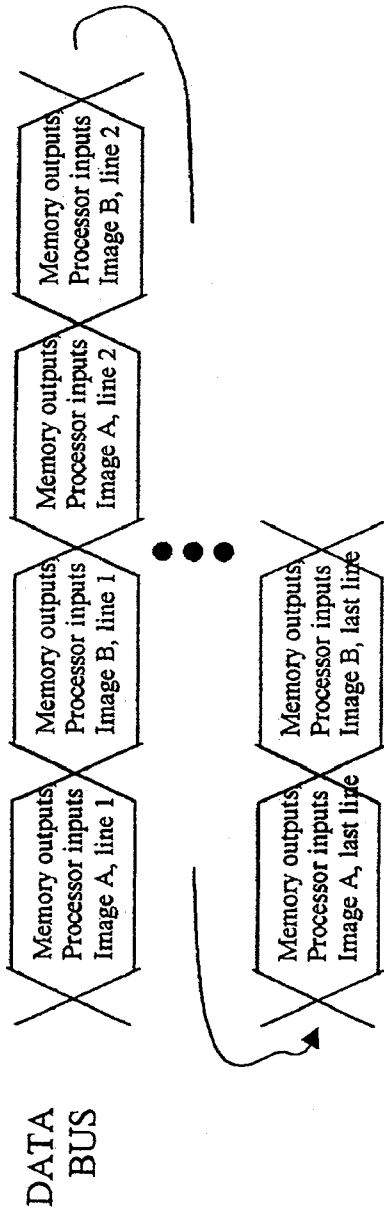 DATA
BUS
Memory outputs,
Processor inputs
Image A, line 1
Memory outputs,
Processor inputs
Image B, line 1
Memory outputs,
Processor inputs
Image A, line 2
Memory outputs,
Processor inputs
Image B, line 2
Memory outputs,
Processor inputs
Image A, last line
Memory outputs,
Processor inputs
Image B, last line